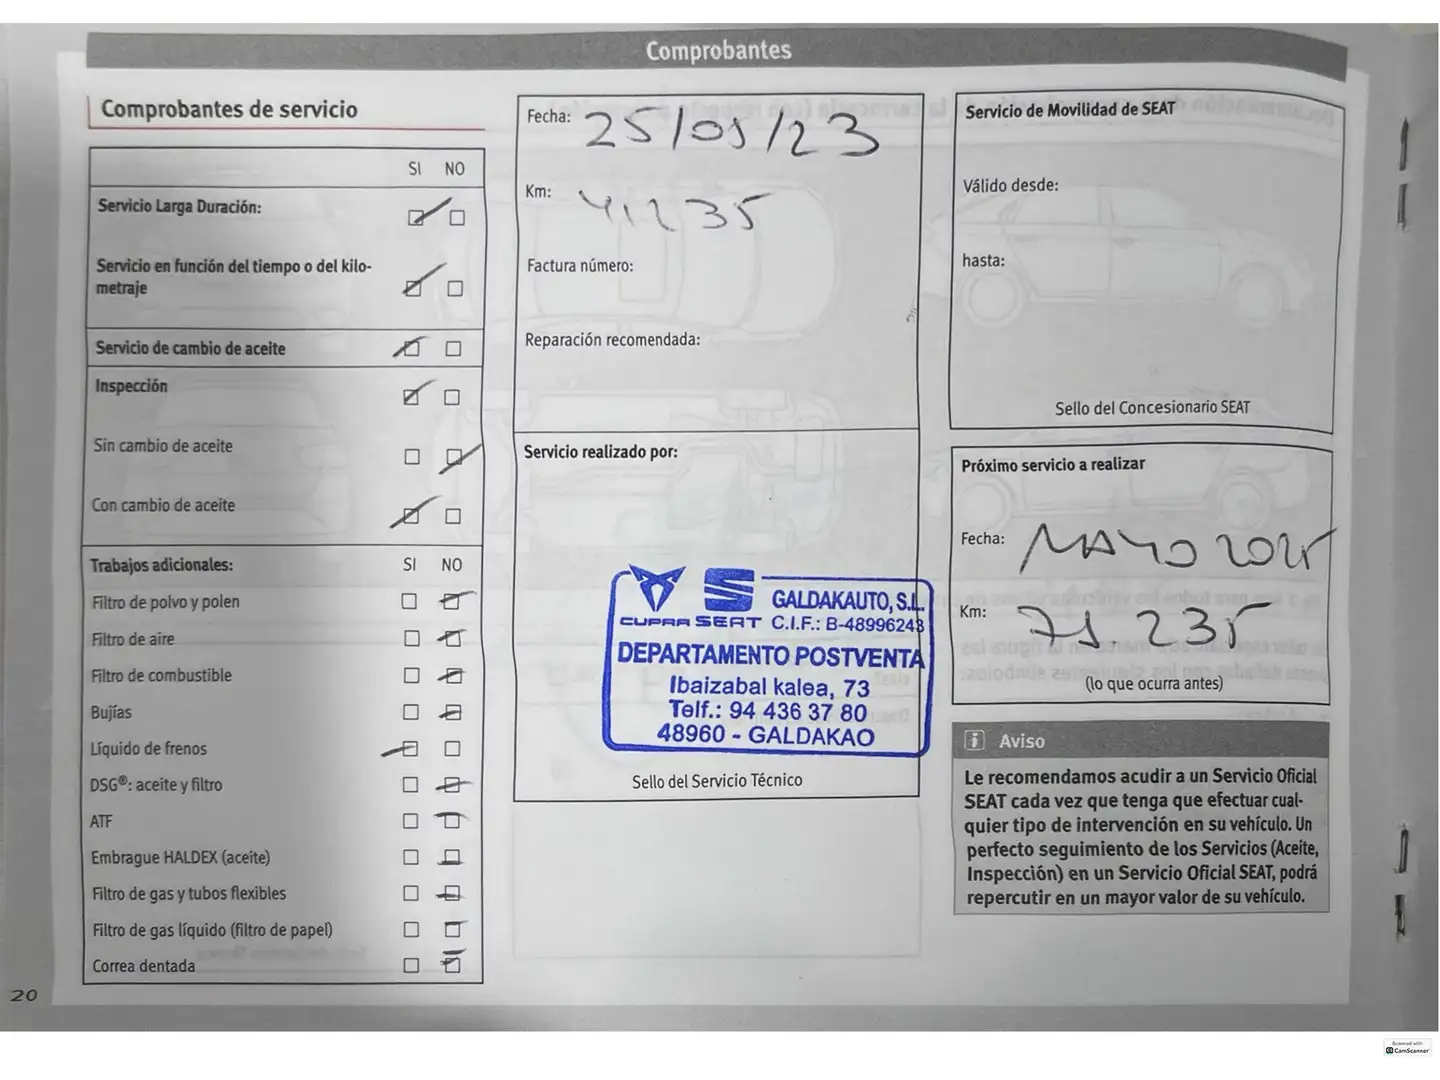 Comprobantes
Comprobantes de servicio
SI NO
Servicio Larga Duración:
Servicio en función del tiempo o del kilo-
metraje
Servicio de cambio de aceite
Inspección
Sin cambio de aceite
Con cambio de aceite
Trabajos adicionales: SI NO
Filtro de polvo y polen
Filtro de aire
Filtro de combustible
Bujías
Líquido de frenos
DSG®: aceite y filtro
ATF
Embrague HALDEX (aceite)
Filtro de gas y tubos flexibles
Filtro de gas líquido (filtro de papel)
Correa dentada
20
Fecha: 25/05/23
Km: 41235
Factura número:
Reparación recomendada:
Servicio realizado por:
CUPRA SEAT GALDAKAUTO, S.L.
C.I.F.: B-48996243
DEPARTAMENTO POSTVENTA
Ibaizabal kalea, 73
Telf.: 94 436 37 80
48960 - GALDAKAO
Sello del Servicio Técnico
Servicio de Movilidad de SEAT
Válido desde:
hasta:
Sello del Concesionario SEAT
Próximo servicio a realizar
Fecha: MAYO 2025
Km: 71.235
(lo que ocurra antes)
i Aviso
Le recomendamos acudir a un Servicio Oficial
SEAT cada vez que tenga que efectuar cual-
quier tipo de intervención en su vehículo. Un
perfecto seguimiento de los Servicios (Aceite,
Inspección) en un Servicio Oficial SEAT, podrá
repercutir en un mayor valor de su vehículo.
Scanned with
CS CamScanner